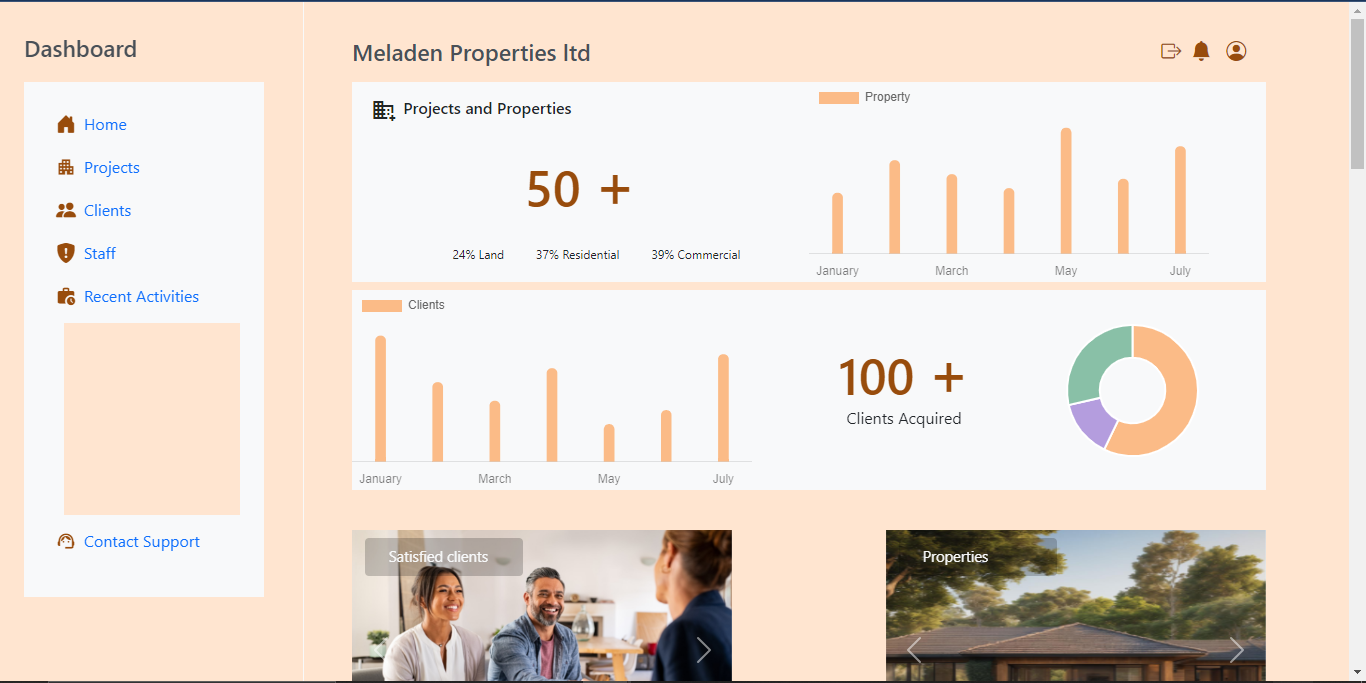 Dashboard
Home
Projects
Clients
Staff
Recent Activities
Contact Support
Meladen Properties ltd
Projects and Properties
50 +
24% Land 37% Residential 39% Commercial
Property
January March May July
Clients
January March May July
100 +
Clients Acquired
Satisfied clients
Properties